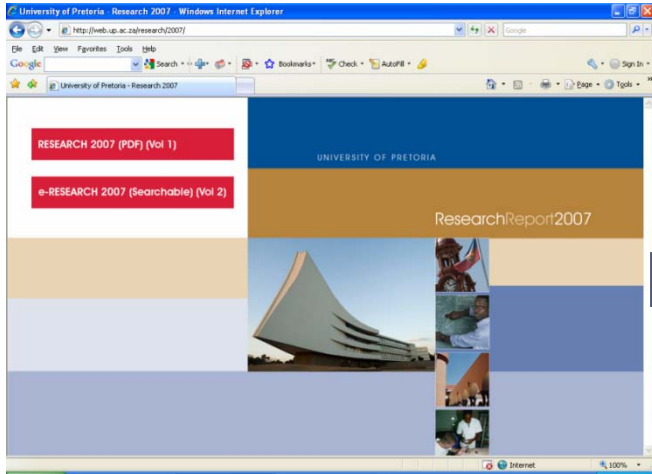 University of Pretoria - Research 2007 - Windows Internet Explorer
http://web.up.ac.za/research/2007/
Google
File Edit View Favorites Tools Help
Google Search Bookmarks Check AutoFill Sign In
University of Pretoria - Research 2007 Page Tools
RESEARCH 2007 (PDF) (Vol 1)
UNIVERSITY OF PRETORIA
e-RESEARCH 2007 (Searchable) (Vol 2)
ResearchReport2007
Internet 100%